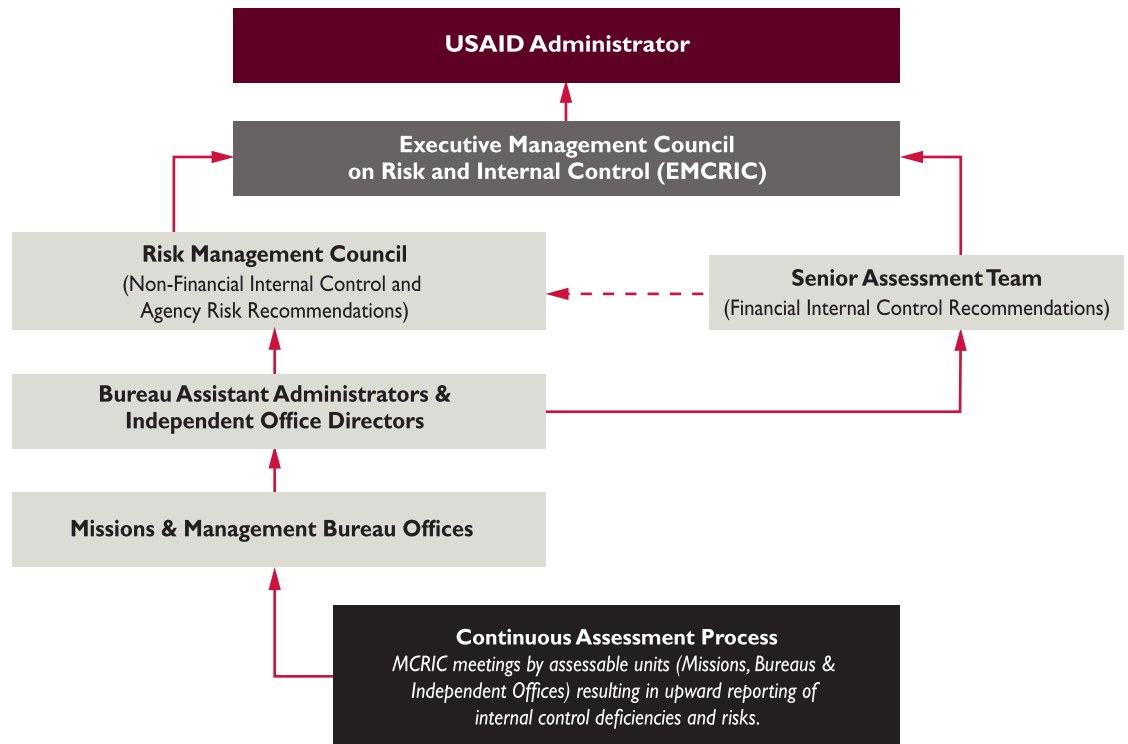 USAID Administrator
Executive Management Council
on Risk and Internal Control (EMCRIC)
Risk Management Council
(Non-Financial Internal Control and
Agency Risk Recommendations)
Senior Assessment Team
(Financial Internal Control Recommendations)
Bureau Assistant Administrators &
Independent Office Directors
Missions & Management Bureau Offices
Continuous Assessment Process
MCRIC meetings by assessable units (Missions, Bureaus &
Independent Offices) resulting in upward reporting of
internal control deficiencies and risks.